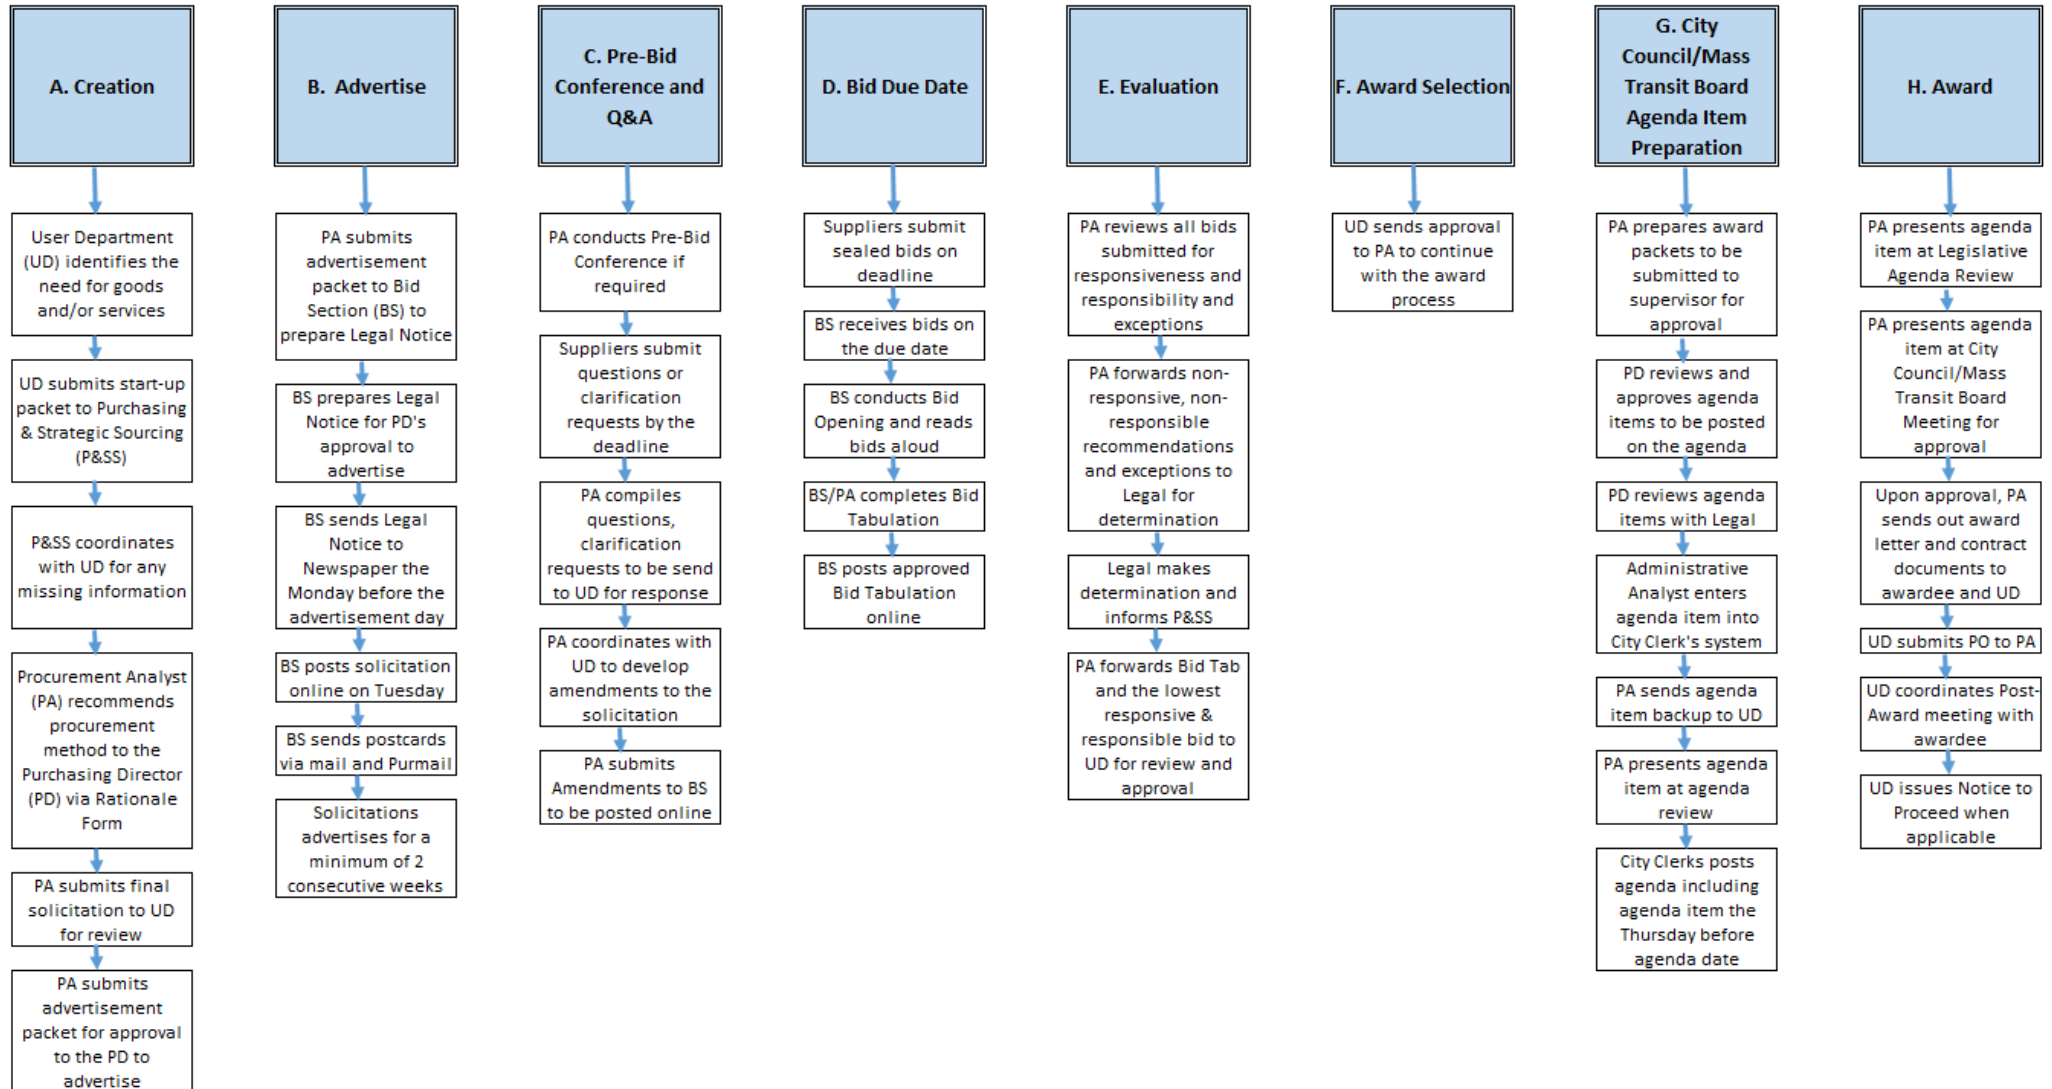 A. Creation
User Department
(UD) identifies the
need for goods
and/or services
UD submits start-up
packet to Purchasing
& Strategic Sourcing
(P&SS)
P&SS coordinates
with UD for any
missing information
Procurement Analyst
(PA) recommends
procurement
method to the
Purchasing Director
(PD) via Rationale
Form
PA submits final
solicitation to UD
for review
PA submits
advertisement
packet for approval
to the PD to
advertise
B. Advertise
PA submits
advertisement
packet to Bid
Section (BS) to
prepare Legal Notice
BS prepares Legal
Notice for PD's
approval to
advertise
BS sends Legal
Notice to
Newspaper the
Monday before the
advertisement day
BS posts solicitation
online on Tuesday
BS sends postcards
via mail and Purmail
Solicitations
advertises for a
minimum of 2
consecutive weeks
C. Pre-Bid
Conference and
Q&A
PA conducts Pre-Bid
Conference if
required
Suppliers submit
questions or
clarification
requests by the
deadline
PA compiles
questions,
clarification
requests to be send
to UD for response
PA coordinates with
UD to develop
amendments to the
solicitation
PA submits
Amendments to BS
to be posted online
D. Bid Due Date
Suppliers submit
sealed bids on
deadline
BS receives bids on
the due date
BS conducts Bid
Opening and reads
bids aloud
BS/PA completes Bid
Tabulation
BS posts approved
Bid Tabulation
online
E. Evaluation
PA reviews all bids
submitted for
responsiveness and
responsibility and
exceptions
PA forwards non-
responsive, non-
responsible
recommendations
and exceptions to
Legal for
determination
Legal makes
determination and
informs P&SS
PA forwards Bid Tab
and the lowest
responsive &
responsible bid to
UD for review and
approval
F. Award Selection
UD sends approval
to PA to continue
with the award
process
G. City
Council/Mass
Transit Board
Agenda Item
Preparation
PA prepares award
packets to be
submitted to
supervisor for
approval
PD reviews and
approves agenda
items to be posted
on the agenda
PD reviews agenda
items with Legal
Administrative
Analyst enters
agenda item into
City Clerk's system
PA sends agenda
item backup to UD
PA presents agenda
item at agenda
review
City Clerks posts
agenda including
agenda item the
Thursday before
agenda date
H. Award
PA presents agenda
item at Legislative
Agenda Review
PA presents agenda
item at City
Council/Mass
Transit Board
Meeting for
approval
Upon approval, PA
sends out award
letter and contract
documents to
awardee and UD
UD submits PO to PA
UD coordinates Post-
Award meeting with
awardee
UD issues Notice to
Proceed when
applicable